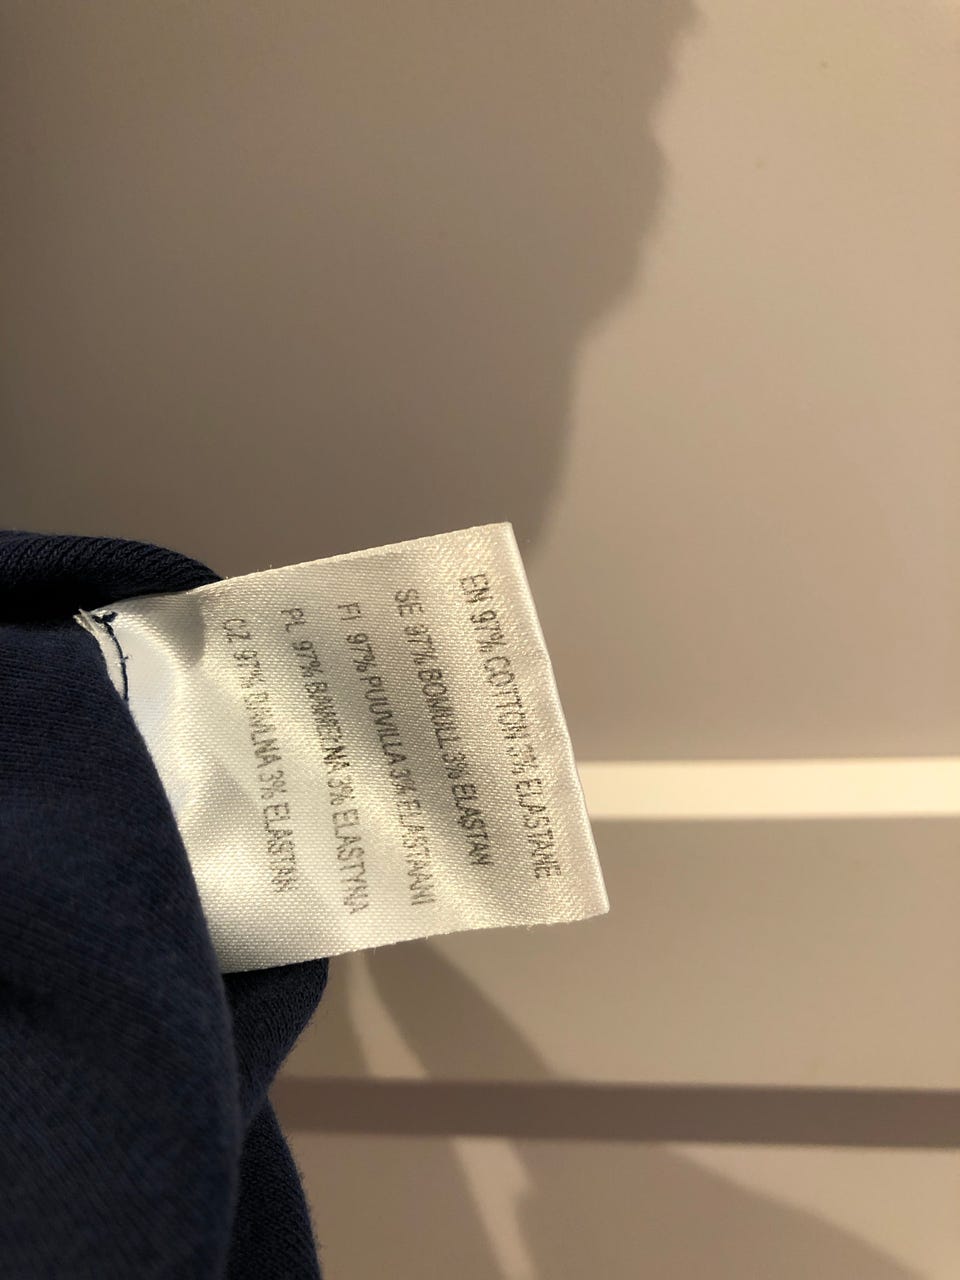 EN 97% COTTON 3% ELASTANE
SE 97% BOMULL 3% ELASTAN
FI 97% PUUVILLA 3% ELASTAANI
PL 97% BAWEŁNA 3% ELASTYNA
CZ 97% BAVLNA 3% ELASTAN